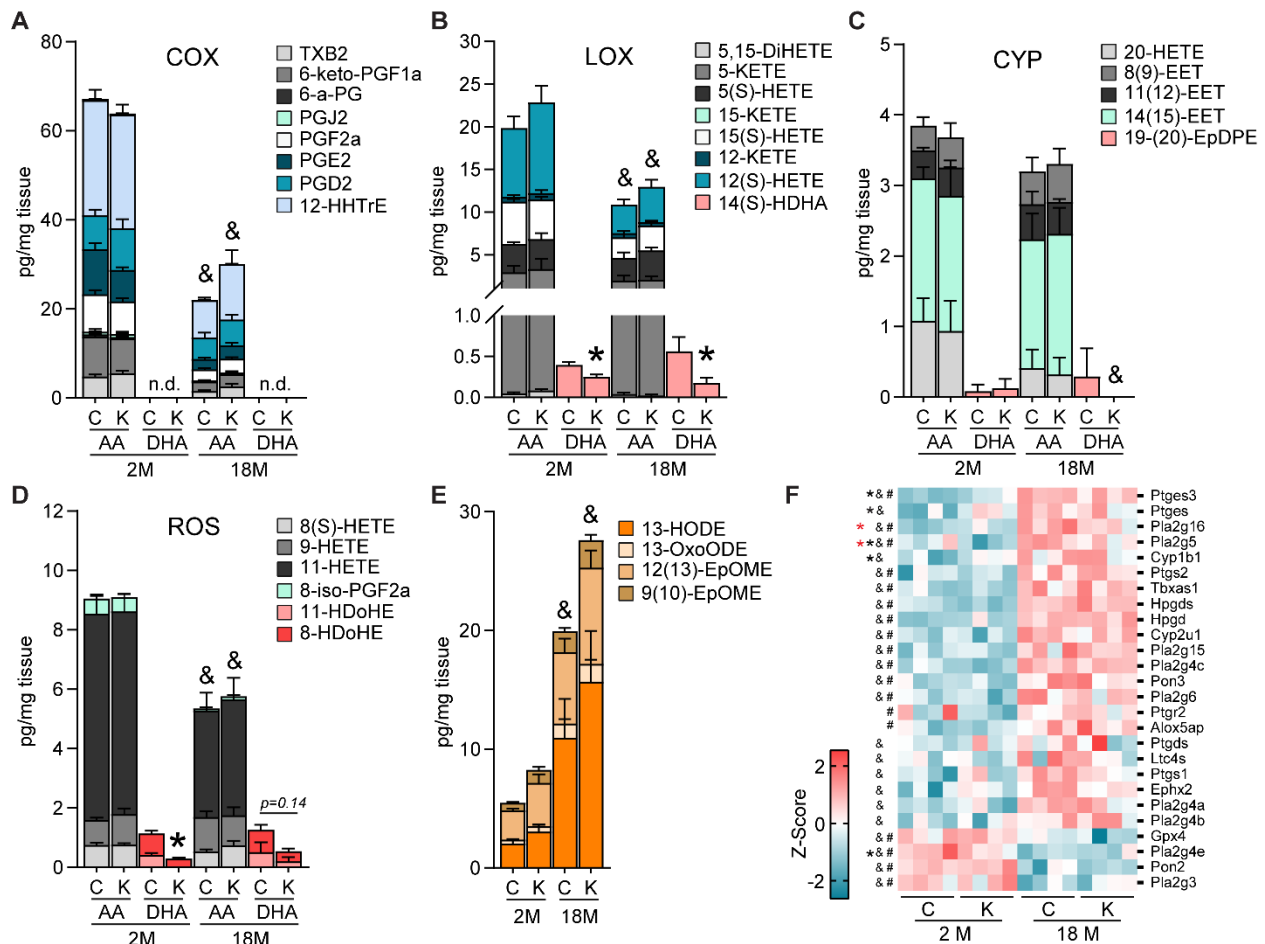 A
COX
pg/mg tissue
80
60
40
20
0
TXB2
6-keto-PGF1a
6-a-PG
PGJ2
PGF2a
PGE2
PGD2
12-HHTrE
n.d.
&
&
n.d.
C K C K C K C K
AA DHA AA DHA
2M 18M
B
LOX
pg/mg tissue
30
25
20
15
10
5
1.0
0.5
0.0
5,15-DiHETE
5-KETE
5(S)-HETE
15-KETE
15(S)-HETE
12-KETE
12(S)-HETE
14(S)-HDHA
*
&
&
*
C K C K C K C K
AA DHA AA DHA
2M 18M
C
CYP
pg/mg tissue
5
4
3
2
1
0
20-HETE
8(9)-EET
11(12)-EET
14(15)-EET
19-(20)-EpDPE
&
C K C K C K C K
AA DHA AA DHA
2M 18M
D
ROS
pg/mg tissue
12
10
8
6
4
2
0
8(S)-HETE
9-HETE
11-HETE
8-iso-PGF2a
11-HDoHE
8-HDoHE
*
&
&
p=0.14
C K C K C K C K
AA DHA AA DHA
2M 18M
E
pg/mg tissue
30
20
10
0
13-HODE
13-OxoODE
12(13)-EpOME
9(10)-EpOME
&
&
C K C K
2M 18M
F
*& # Ptges3
*& Ptges
* & # Pla2g16
* *& # Pla2g5
*& Cyp1b1
& # Ptgs2
& # Tbxas1
& # Hpgds
& # Hpgd
& # Cyp2u1
& # Pla2g15
& # Pla2g4c
& # Pon3
& # Pla2g6
# Ptgr2
# Alox5ap
& Ptgds
& Ltc4s
& Ptgs1
& Ephx2
& Pla2g4a
& Pla2g4b
& # Gpx4
*& # Pla2g4e
& # Pon2
& # Pla2g3
Z-Score
2
0
-2
C K C K
2 M 18 M